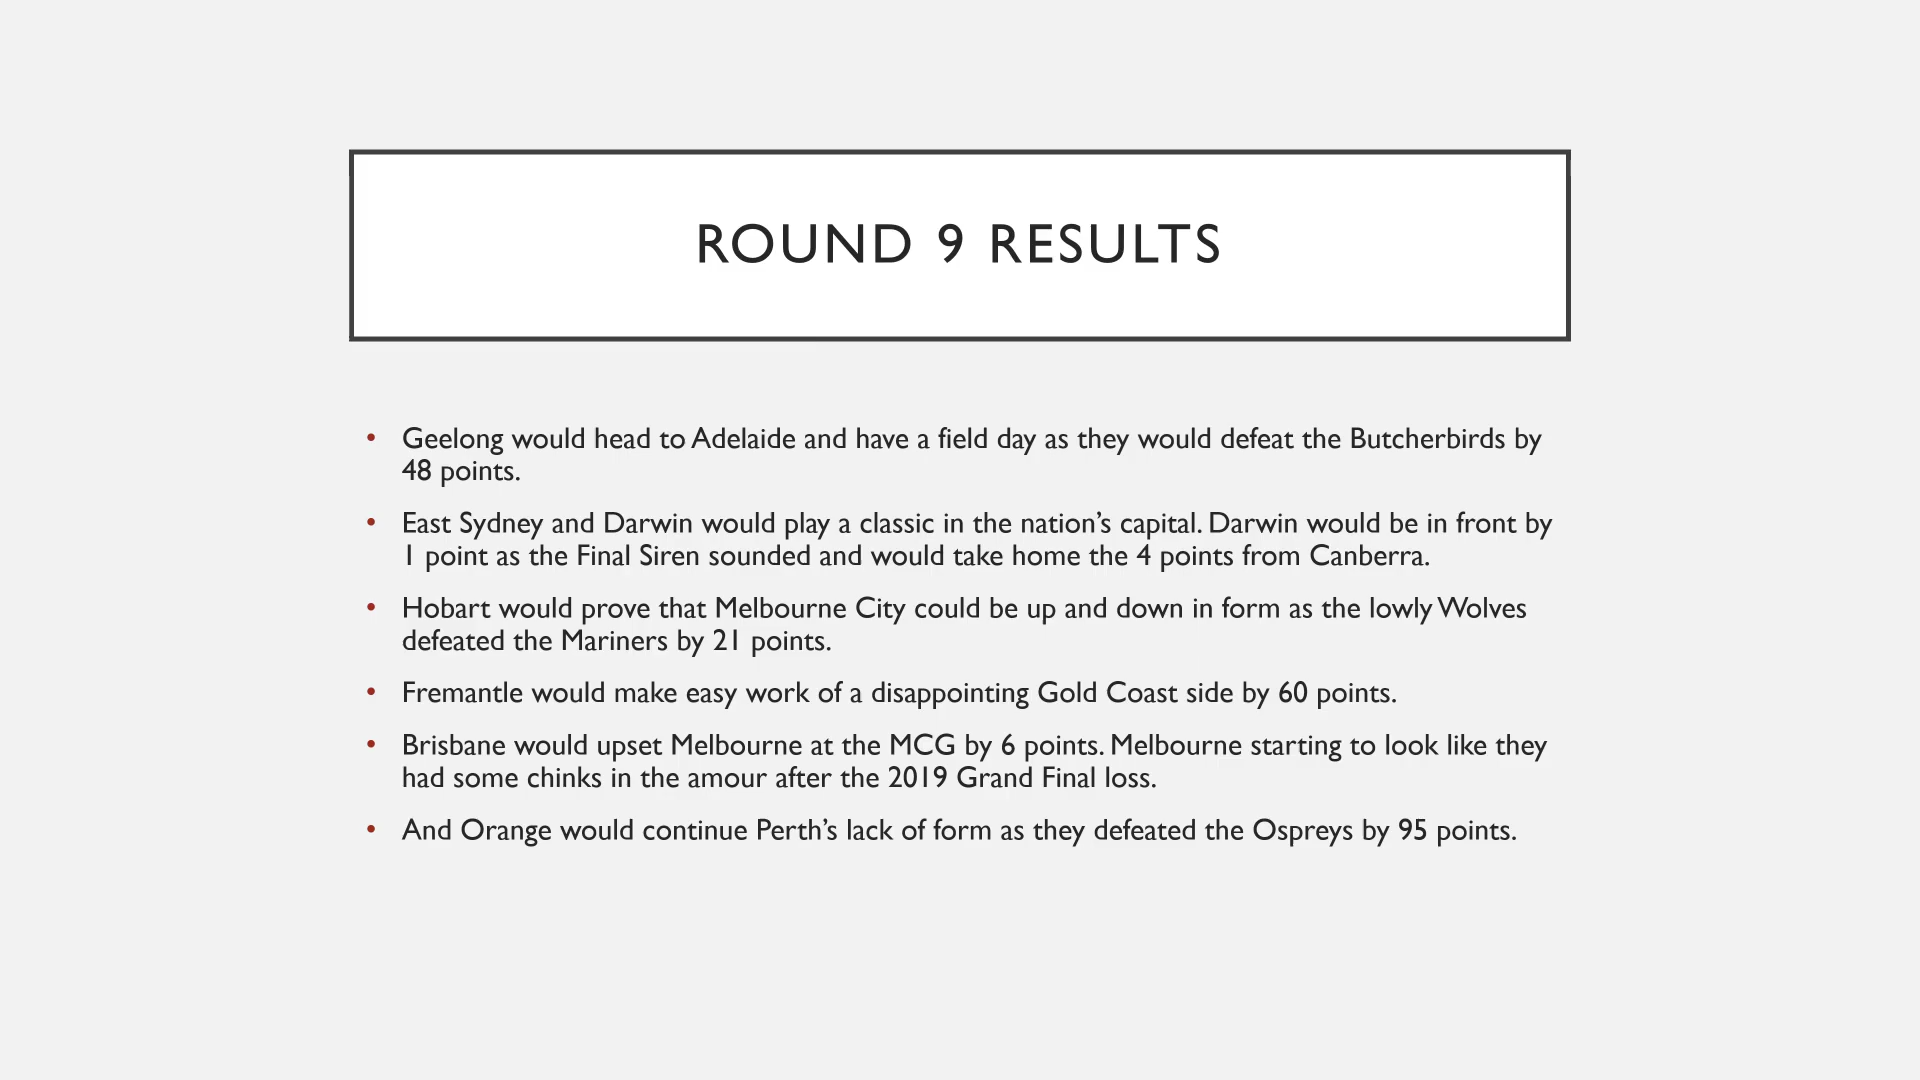 ROUND 9 RESULTS
• Geelong would head to Adelaide and have a field day as they would defeat the Butcherbirds by
48 points.
• East Sydney and Darwin would play a classic in the nation’s capital. Darwin would be in front by
1 point as the Final Siren sounded and would take home the 4 points from Canberra.
• Hobart would prove that Melbourne City could be up and down in form as the lowly Wolves
defeated the Mariners by 21 points.
• Fremantle would make easy work of a disappointing Gold Coast side by 60 points.
• Brisbane would upset Melbourne at the MCG by 6 points. Melbourne starting to look like they
had some chinks in the amour after the 2019 Grand Final loss.
• And Orange would continue Perth’s lack of form as they defeated the Ospreys by 95 points.